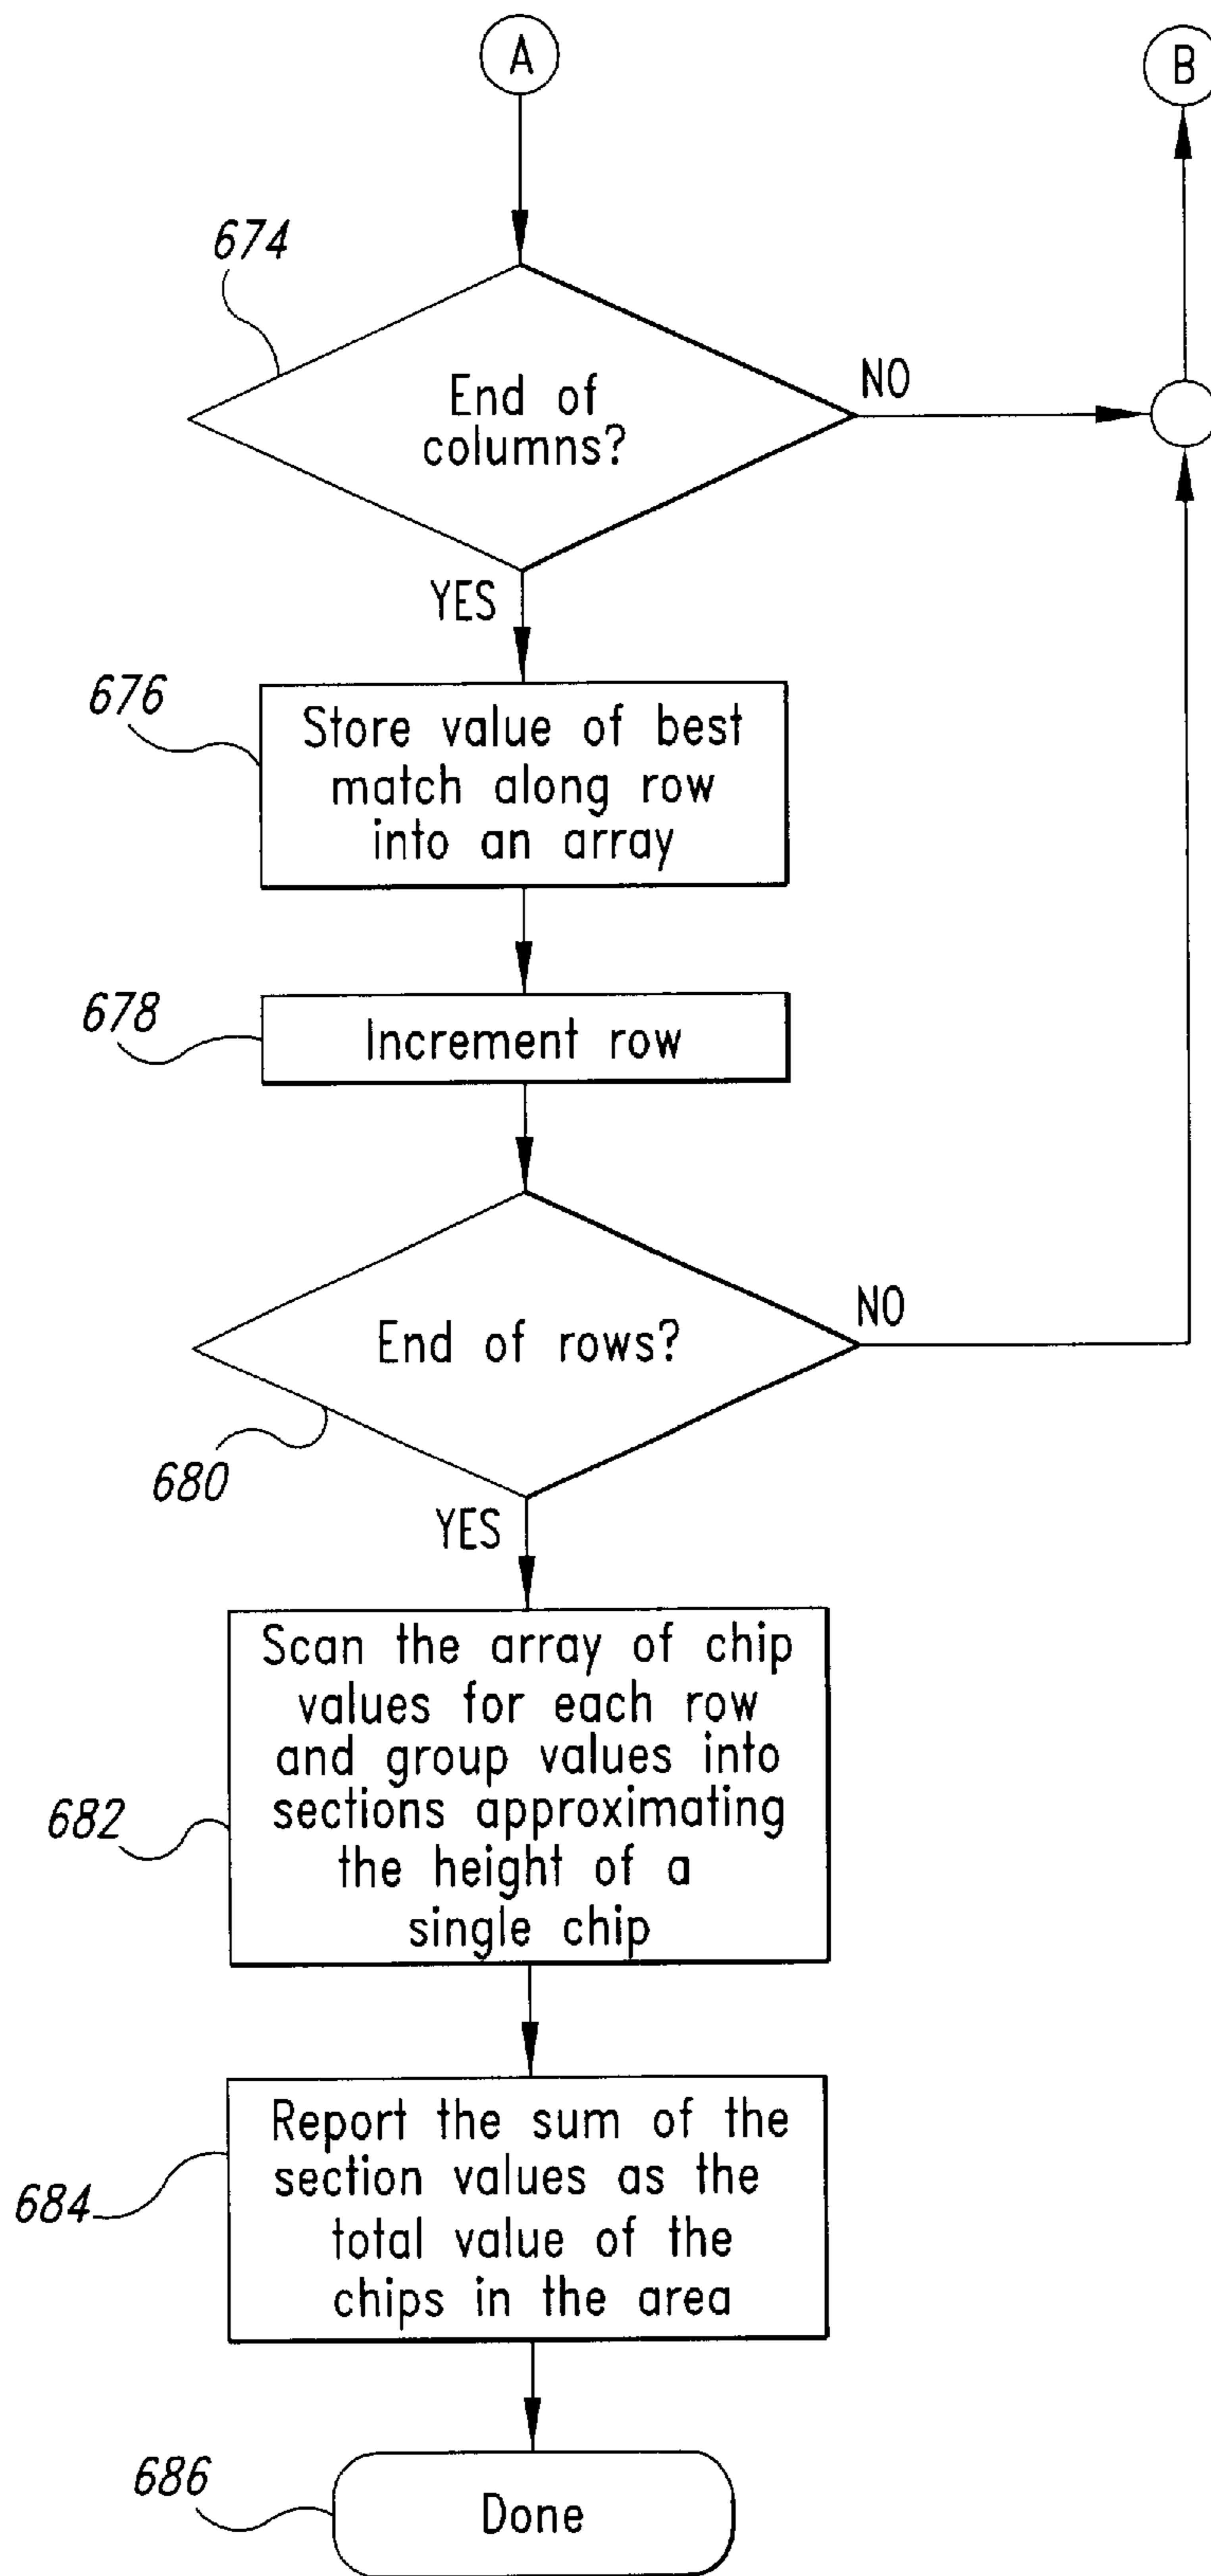 A
B
674
End of
columns?
NO
YES
676
Store value of best
match along row
into an array
678
Increment row
End of rows?
NO
680
YES
Scan the array of chip
values for each row
and group values into
sections approximating
the height of a
single chip
682
Report the sum of the
section values as the
total value of the
chips in the area
684
686
Done